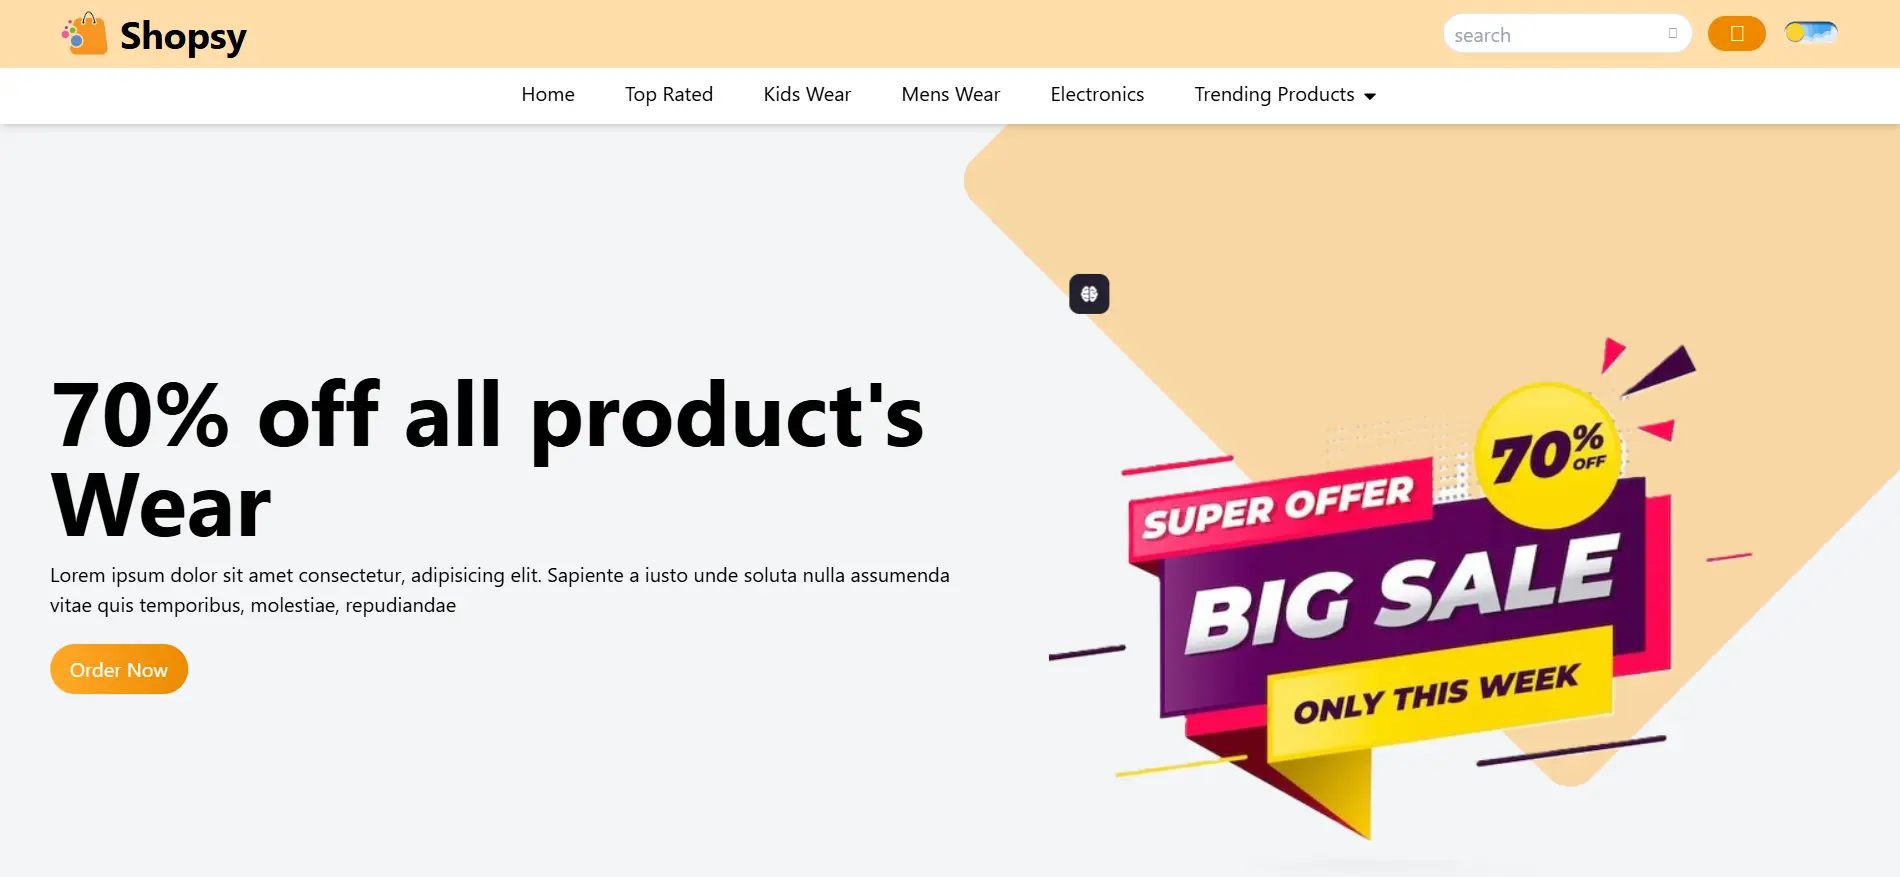 Shopsy
search
Home
Top Rated
Kids Wear
Mens Wear
Electronics
Trending Products
70% off all product's
Wear
Lorem ipsum dolor sit amet consectetur, adipisicing elit. Sapiente a iusto unde soluta nulla assumenda
vitae quis temporibus, molestiae, repudiandae
Order Now
70%
OFF
SUPER OFFER
BIG SALE
ONLY THIS WEEK